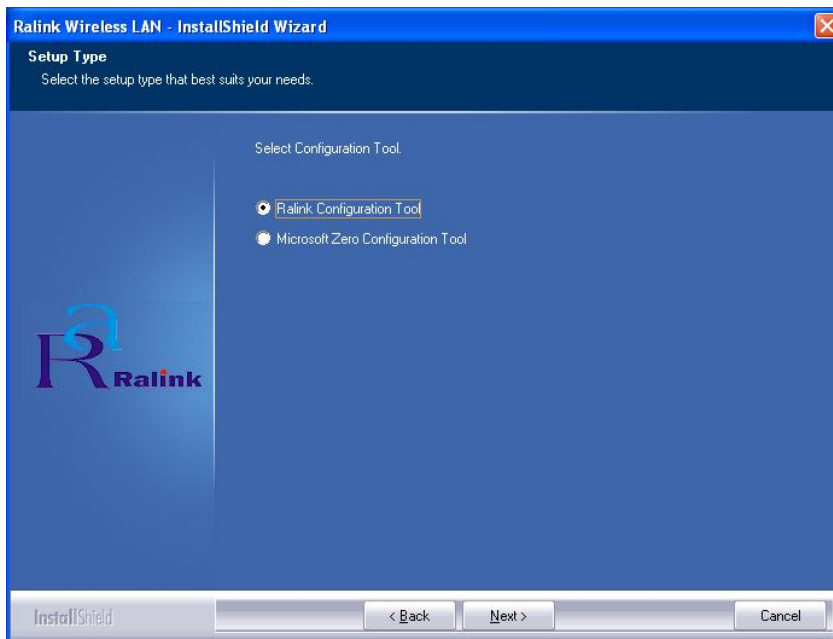 Ralink Wireless LAN - InstallShield Wizard
Setup Type
Select the setup type that best suits your needs.
Select Configuration Tool.
Ralink Configuration Tool
Microsoft Zero Configuration Tool
Ra
Ralink
InstallShield
< Back
Next >
Cancel